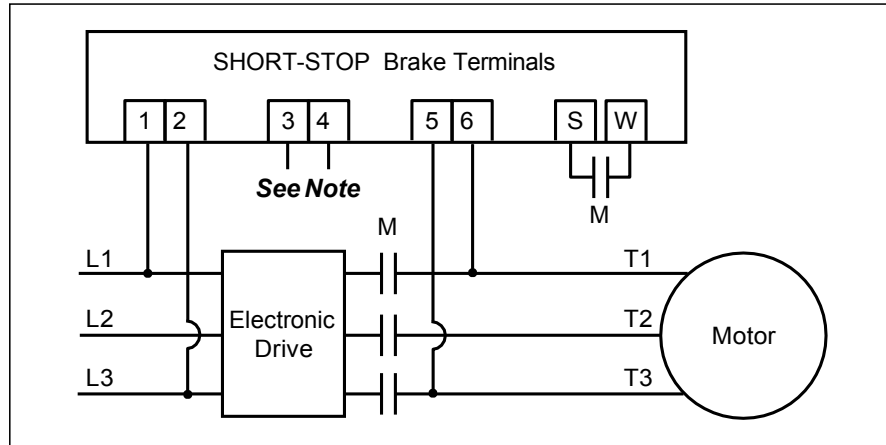 SHORT-STOP Brake Terminals
1 2 3 4 5 6 S W
See Note
M
M
L1 T1
L2 Electronic Drive T2 Motor
L3 T3